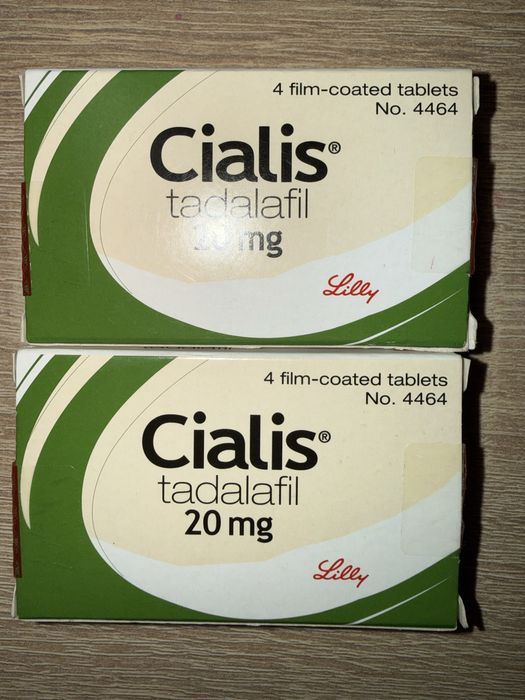 4 film-coated tablets
No. 4464
Cialis®
tadalafil
20 mg
Lilly
4 film-coated tablets
No. 4464
Cialis®
tadalafil
20 mg
Lilly